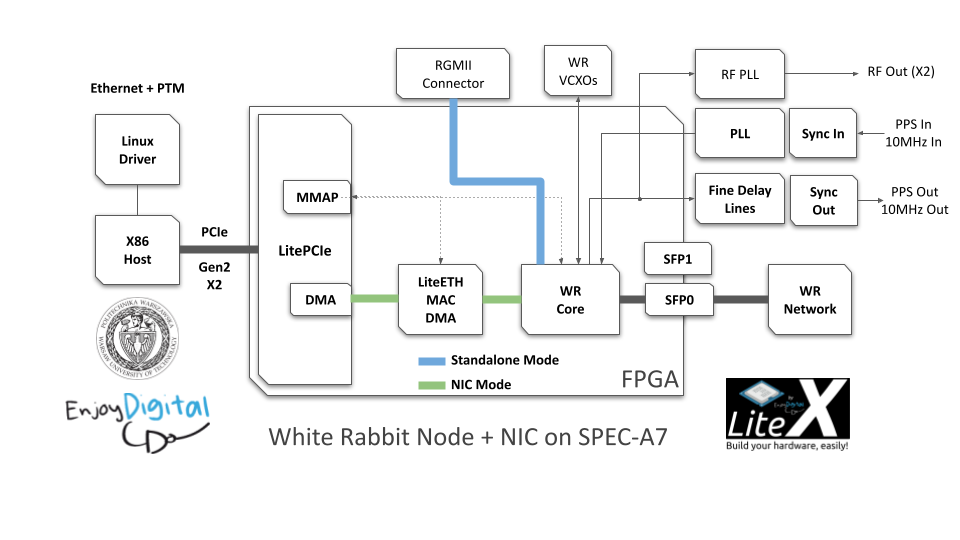 Ethernet + PTM
Linux
Driver
X86
Host
PCIe
Gen2
X2
RGMII
Connector
WR
VCXOs
RF PLL
RF Out (X2)
PLL
Sync In
PPS In
10MHz In
Fine Delay
Lines
Sync
Out
PPS Out
10MHz Out
MMAP
LitePCIe
DMA
LiteETH
MAC
DMA
WR
Core
SFP1
SFP0
WR
Network
Standalone Mode
NIC Mode
FPGA
POLITECHNIKA WARSZAWSKA
WARSAW UNIVERSITY OF TECHNOLOGY
EnjoyDigital
White Rabbit Node + NIC on SPEC-A7
by
EnjoyDigital
LiteX
Build your hardware, easily!